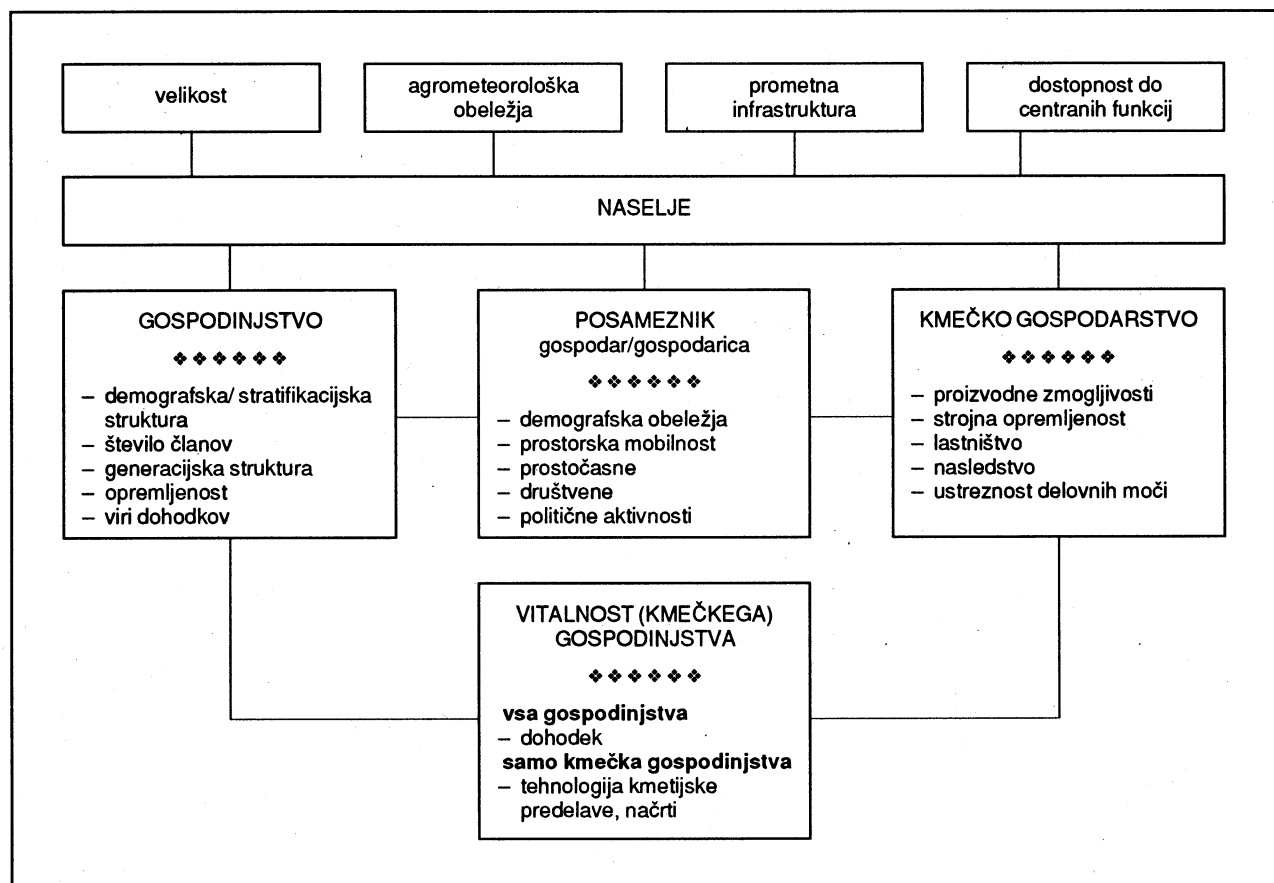 velikost
agrometeorološka
obeležja
prometna
infrastruktura
dostopnost do
centranih funkcij
NASELJE
GOSPODINJSTVO
❖❖❖❖❖❖
– demografska/ stratifikacijska
struktura
– število članov
– generacijska struktura
– opremljenost
– viri dohodkov
POSAMEZNIK
gospodar/gospodarica
❖❖❖❖❖❖
– demografska obeležja
– prostorska mobilnost
– prostočasne
– društvene
– politične aktivnosti
KMEČKO GOSPODARSTVO
❖❖❖❖❖❖
– proizvodne zmogljivosti
– strojna opremljenost
– lastništvo
– nasledstvo
– ustreznost delovnih moči
VITALNOST (KMEČKEGA)
GOSPODINJSTVA
❖❖❖❖❖❖
vsa gospodinjstva
– dohodek
samo kmečka gospodinjstva
– tehnologija kmetijske
predelave, načrti